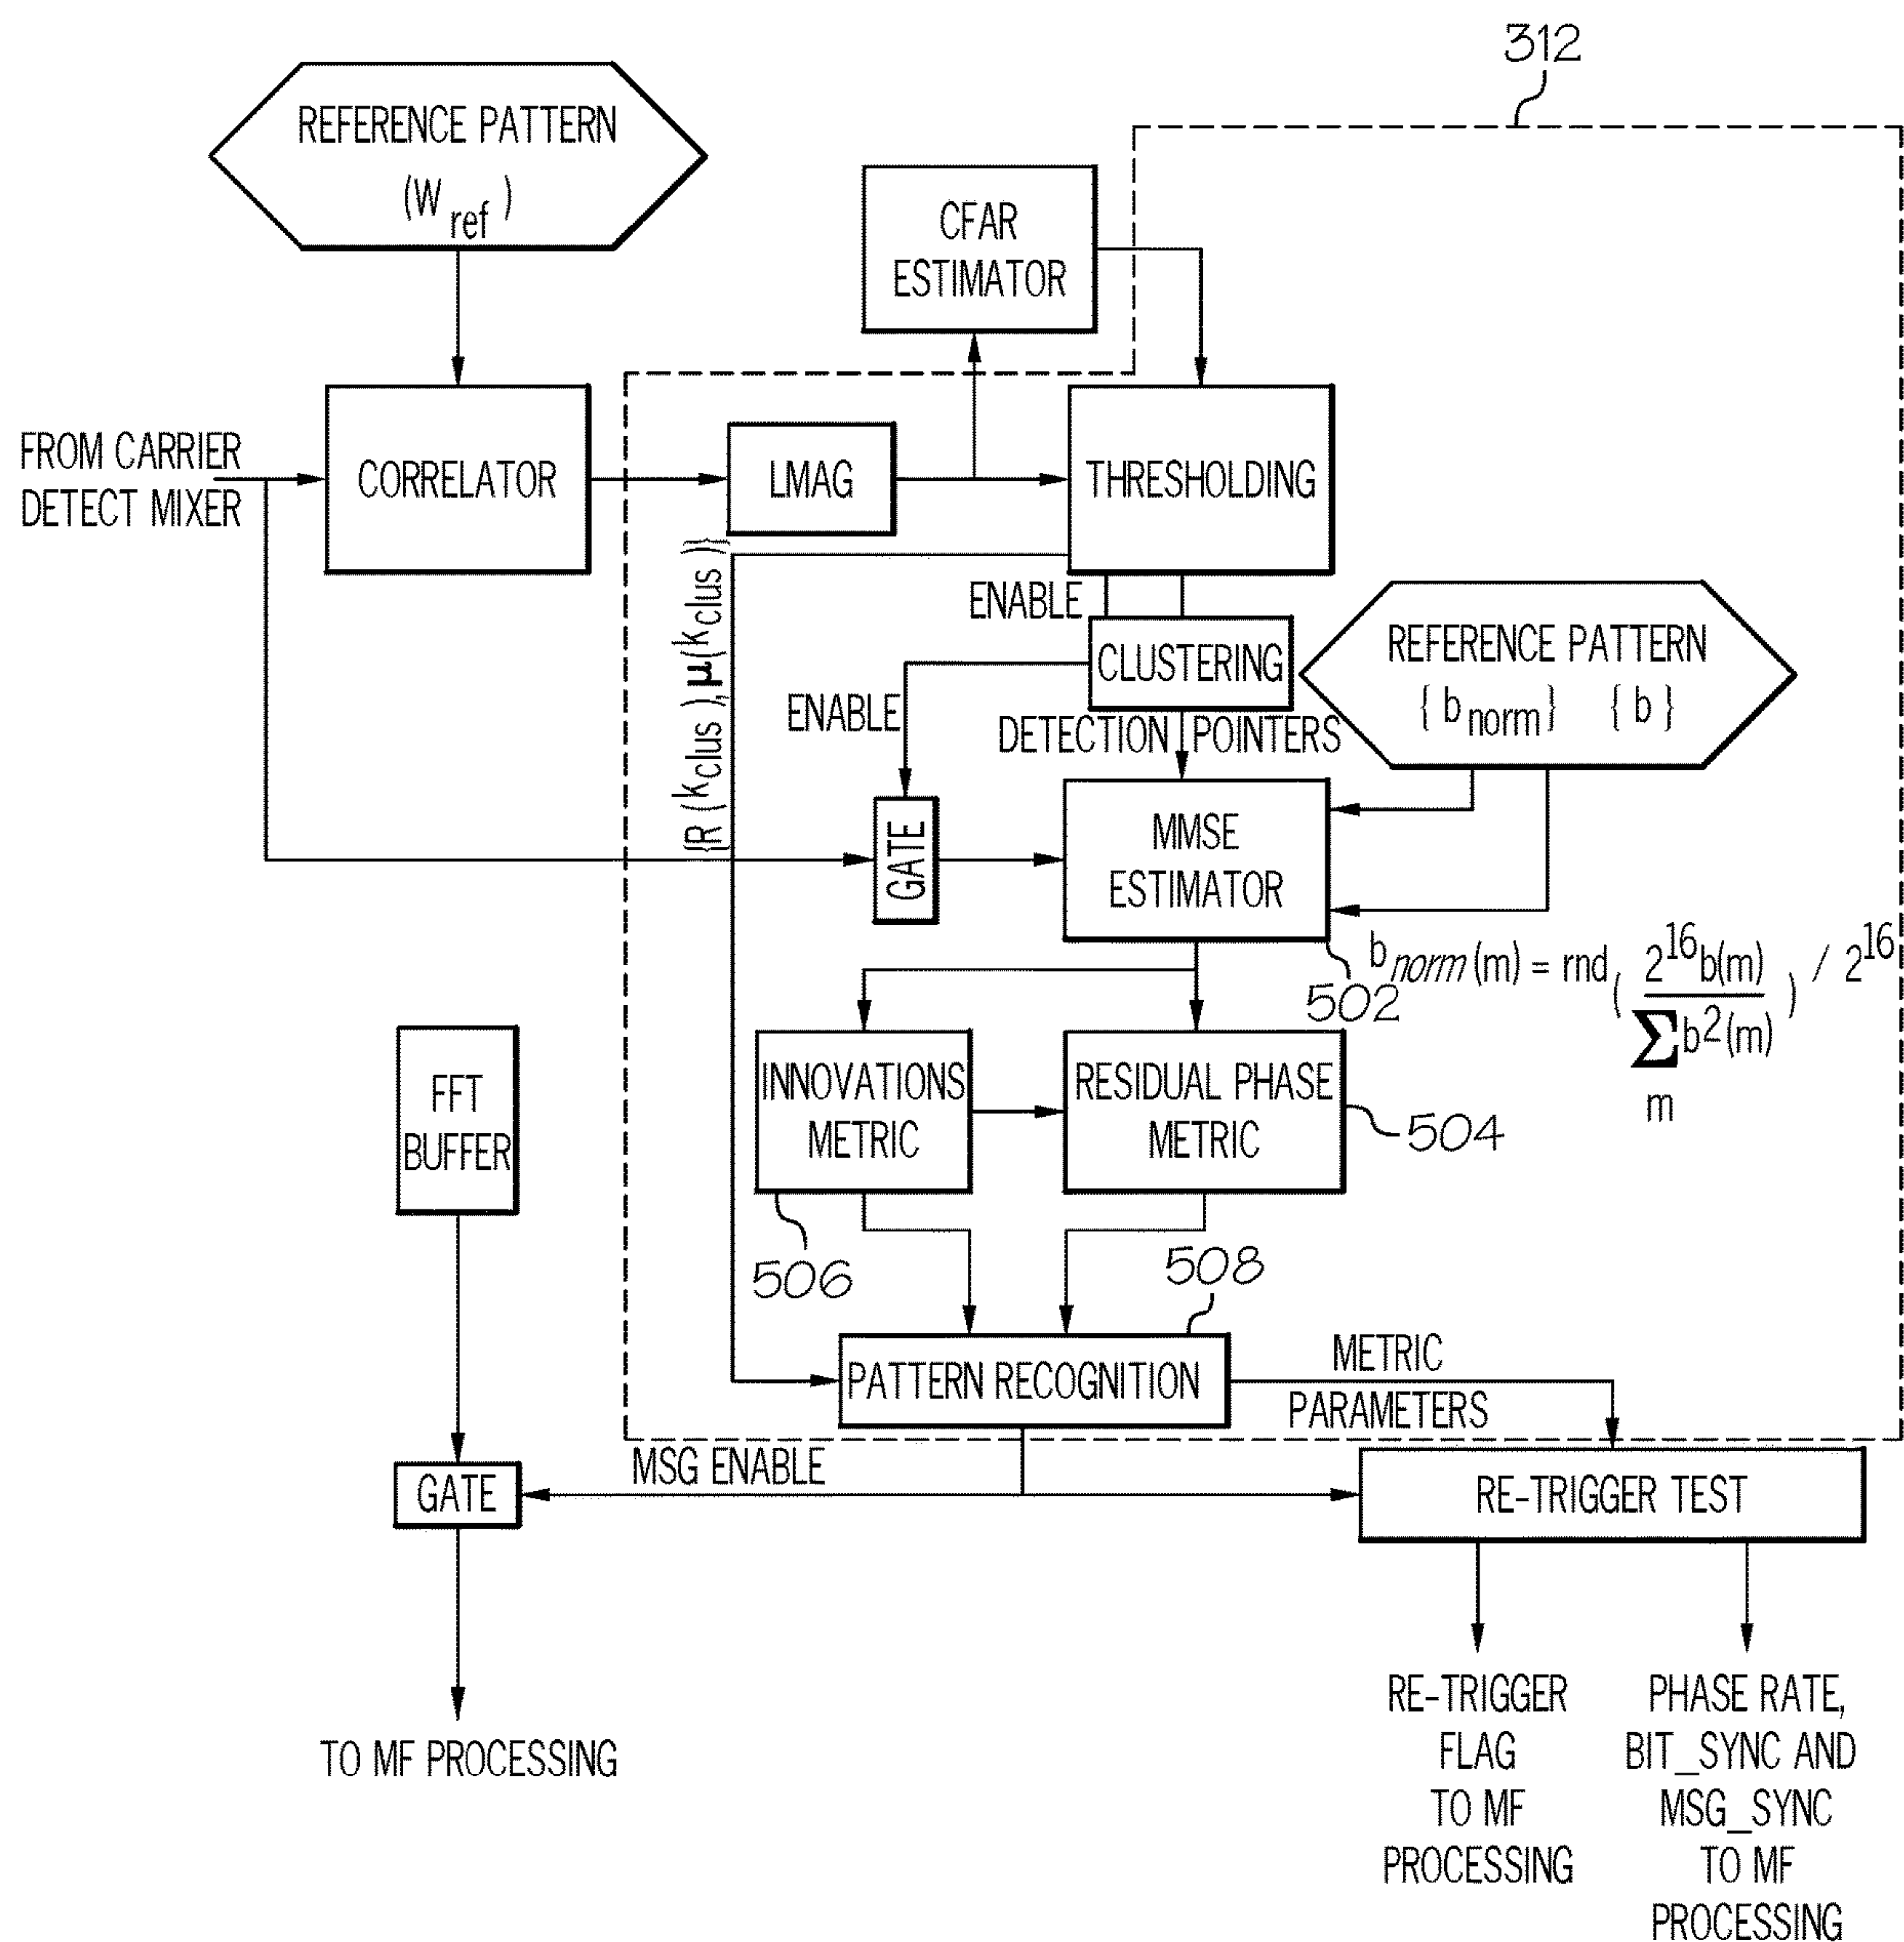 312
REFERENCE PATTERN
(W ref )
CFAR
ESTIMATOR
FROM CARRIER
DETECT MIXER
CORRELATOR
LMAG
THRESHOLDING
{R (k clus ), μ(k clus )}
ENABLE
CLUSTERING
REFERENCE PATTERN
{ b norm } { b }
ENABLE
DETECTION POINTERS
GATE
MMSE
ESTIMATOR
502
b norm (m) = rnd ( 2^16 b(m) / Σ m b^2 (m) ) / 2^16
FFT
BUFFER
INNOVATIONS
METRIC
RESIDUAL PHASE
METRIC
504
506
508
PATTERN RECOGNITION
METRIC
PARAMETERS
MSG ENABLE
GATE
RE-TRIGGER TEST
TO MF PROCESSING
RE-TRIGGER
FLAG
TO MF
PROCESSING
PHASE RATE,
BIT_SYNC AND
MSG_SYNC
TO MF
PROCESSING